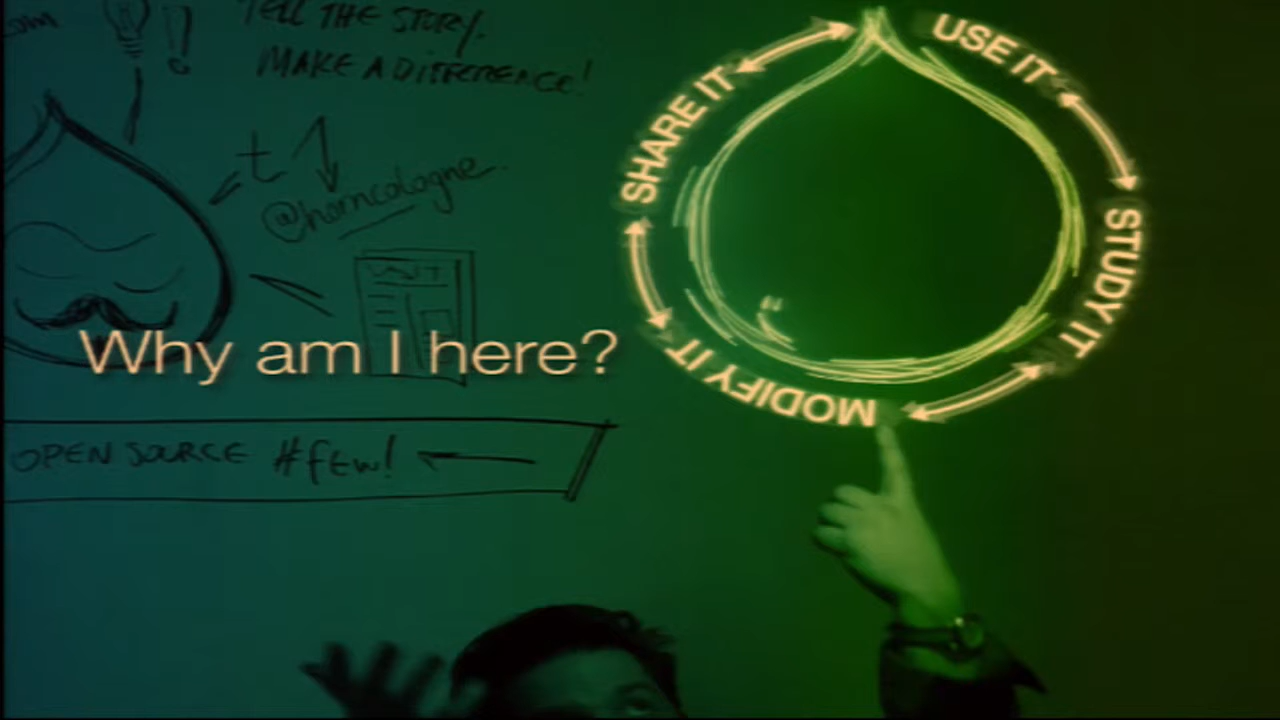 TELL THE STORY.
MAKE A DIFFERENCE!
t
@horncologne
Why am I here?
OPEN SOURCE #ftw!
USE IT
STUDY IT
MODIFY IT
SHARE IT